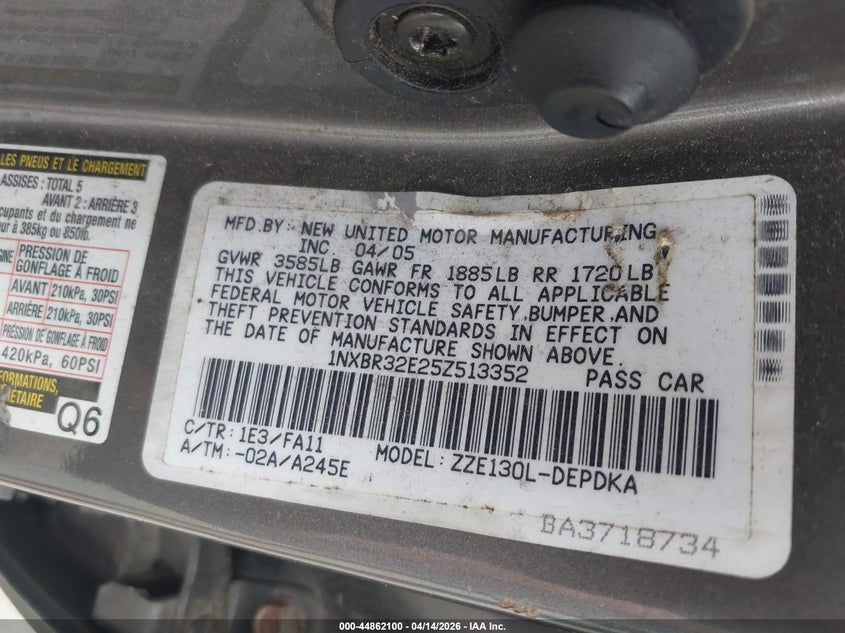 LES PNEUS ET LE CHARGEMENT
ASSISES : TOTAL 5
AVANT 2 : ARRIÈRE 3
cupants et du chargement ne
r à 385kg ou 850lb.
PRESSION DE
GONFLAGE À FROID
AVANT 210kPa, 30PSI
ARRIÈRE 210kPa, 30PSI
PRESSION DE GONFLAGE À FROID
420kPa, 60PSI
FORMATIONS,
Q6
MFD.BY: NEW UNITED MOTOR MANUFACTURING
INC. 04/05
GVWR 3585LB GAWR FR 1885LB RR 1720LB
THIS VEHICLE CONFORMS TO ALL APPLICABLE
FEDERAL MOTOR VEHICLE SAFETY,BUMPER,AND
THEFT PREVENTION STANDARDS IN EFFECT ON
THE DATE OF MANUFACTURE SHOWN ABOVE.
1NXBR32E25Z513352 PASS CAR
C/TR: 1E3/FA11
A/TM: -02A/A245E MODEL: ZZE130L-DEPDKA
BA3718734
000-44862100 - 04/14/2026 - IAA Inc.